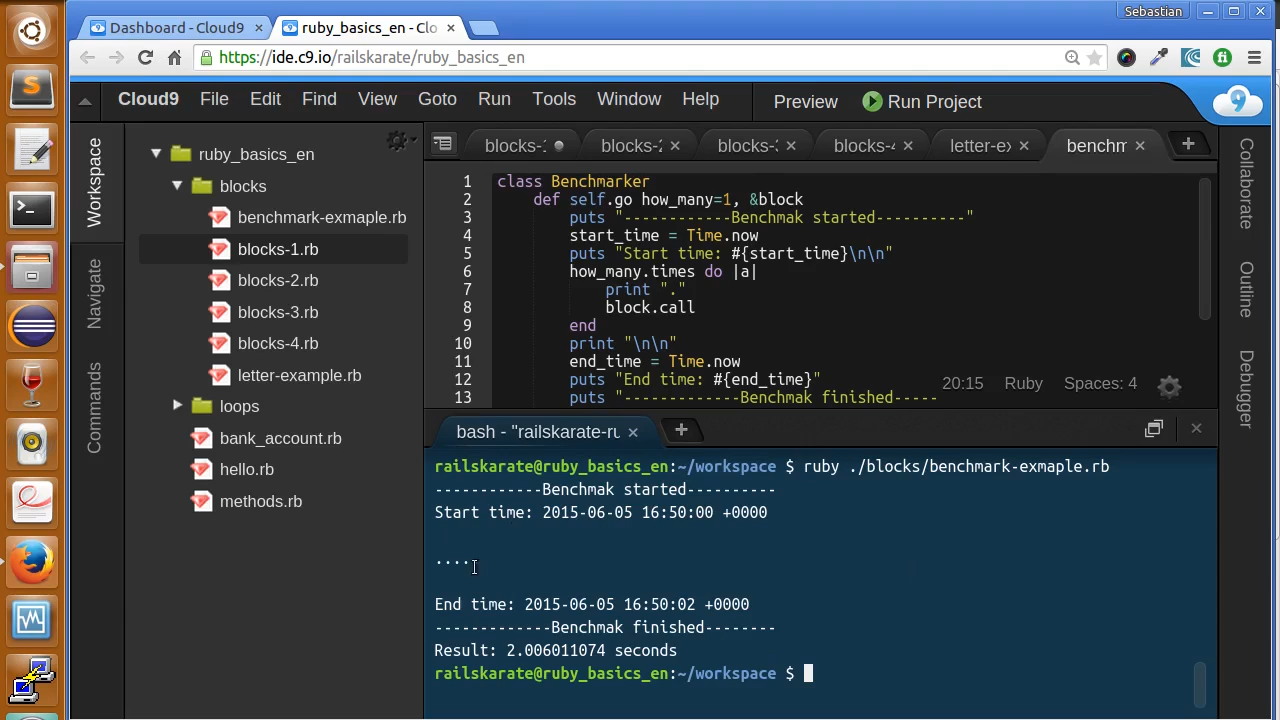 Sebastian
Dashboard - Cloud9
ruby_basics_en - Clo
https://ide.c9.io/railskarate/ruby_basics_en
Cloud9 File Edit Find View Goto Run Tools Window Help Preview Run Project
Workspace
Navigate
Commands
ruby_basics_en
blocks
benchmark-exmaple.rb
blocks-1.rb
blocks-2.rb
blocks-3.rb
blocks-4.rb
letter-example.rb
loops
bank_account.rb
hello.rb
methods.rb
blocks-1 blocks-2 blocks-3 blocks-4 letter-ex benchm
1 class Benchmarker
2 def self.go how_many=1, &block
3 puts "------------Benchmak started----------"
4 start_time = Time.now
5 puts "Start time: #{start_time}\n\n"
6 how_many.times do |a|
7 print "."
8 block.call
9 end
10 print "\n\n"
11 end_time = Time.now
12 puts "End time: #{end_time}"
13 puts "-------------Benchmak finished-----
20:15 Ruby Spaces: 4
bash - "railskarate-ru
railskarate@ruby_basics_en:~/workspace $ ruby ./blocks/benchmark-exmaple.rb
------------Benchmak started----------
Start time: 2015-06-05 16:50:00 +0000
....
End time: 2015-06-05 16:50:02 +0000
-------------Benchmak finished--------
Result: 2.006011074 seconds
railskarate@ruby_basics_en:~/workspace $
Collaborate
Outline
Debugger